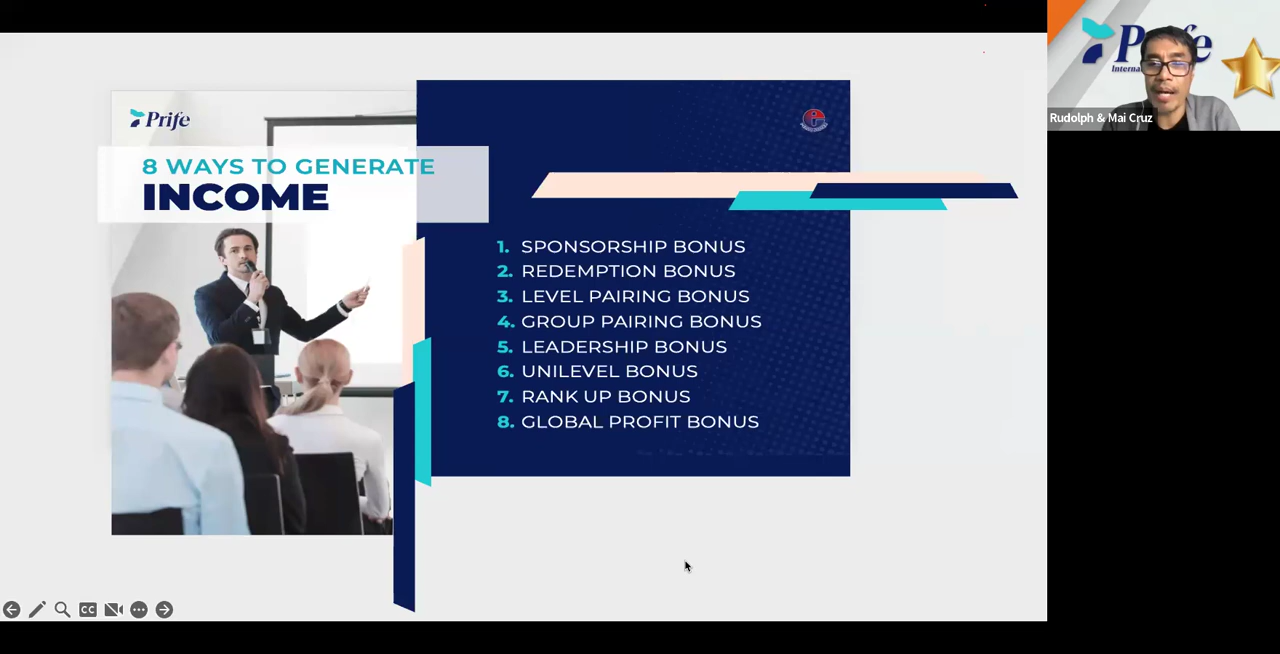 Prife
8 WAYS TO GENERATE
INCOME
1. SPONSORSHIP BONUS
2. REDEMPTION BONUS
3. LEVEL PAIRING BONUS
4. GROUP PAIRING BONUS
5. LEADERSHIP BONUS
6. UNILEVEL BONUS
7. RANK UP BONUS
8. GLOBAL PROFIT BONUS
CC
Rudolph & Mai Cruz